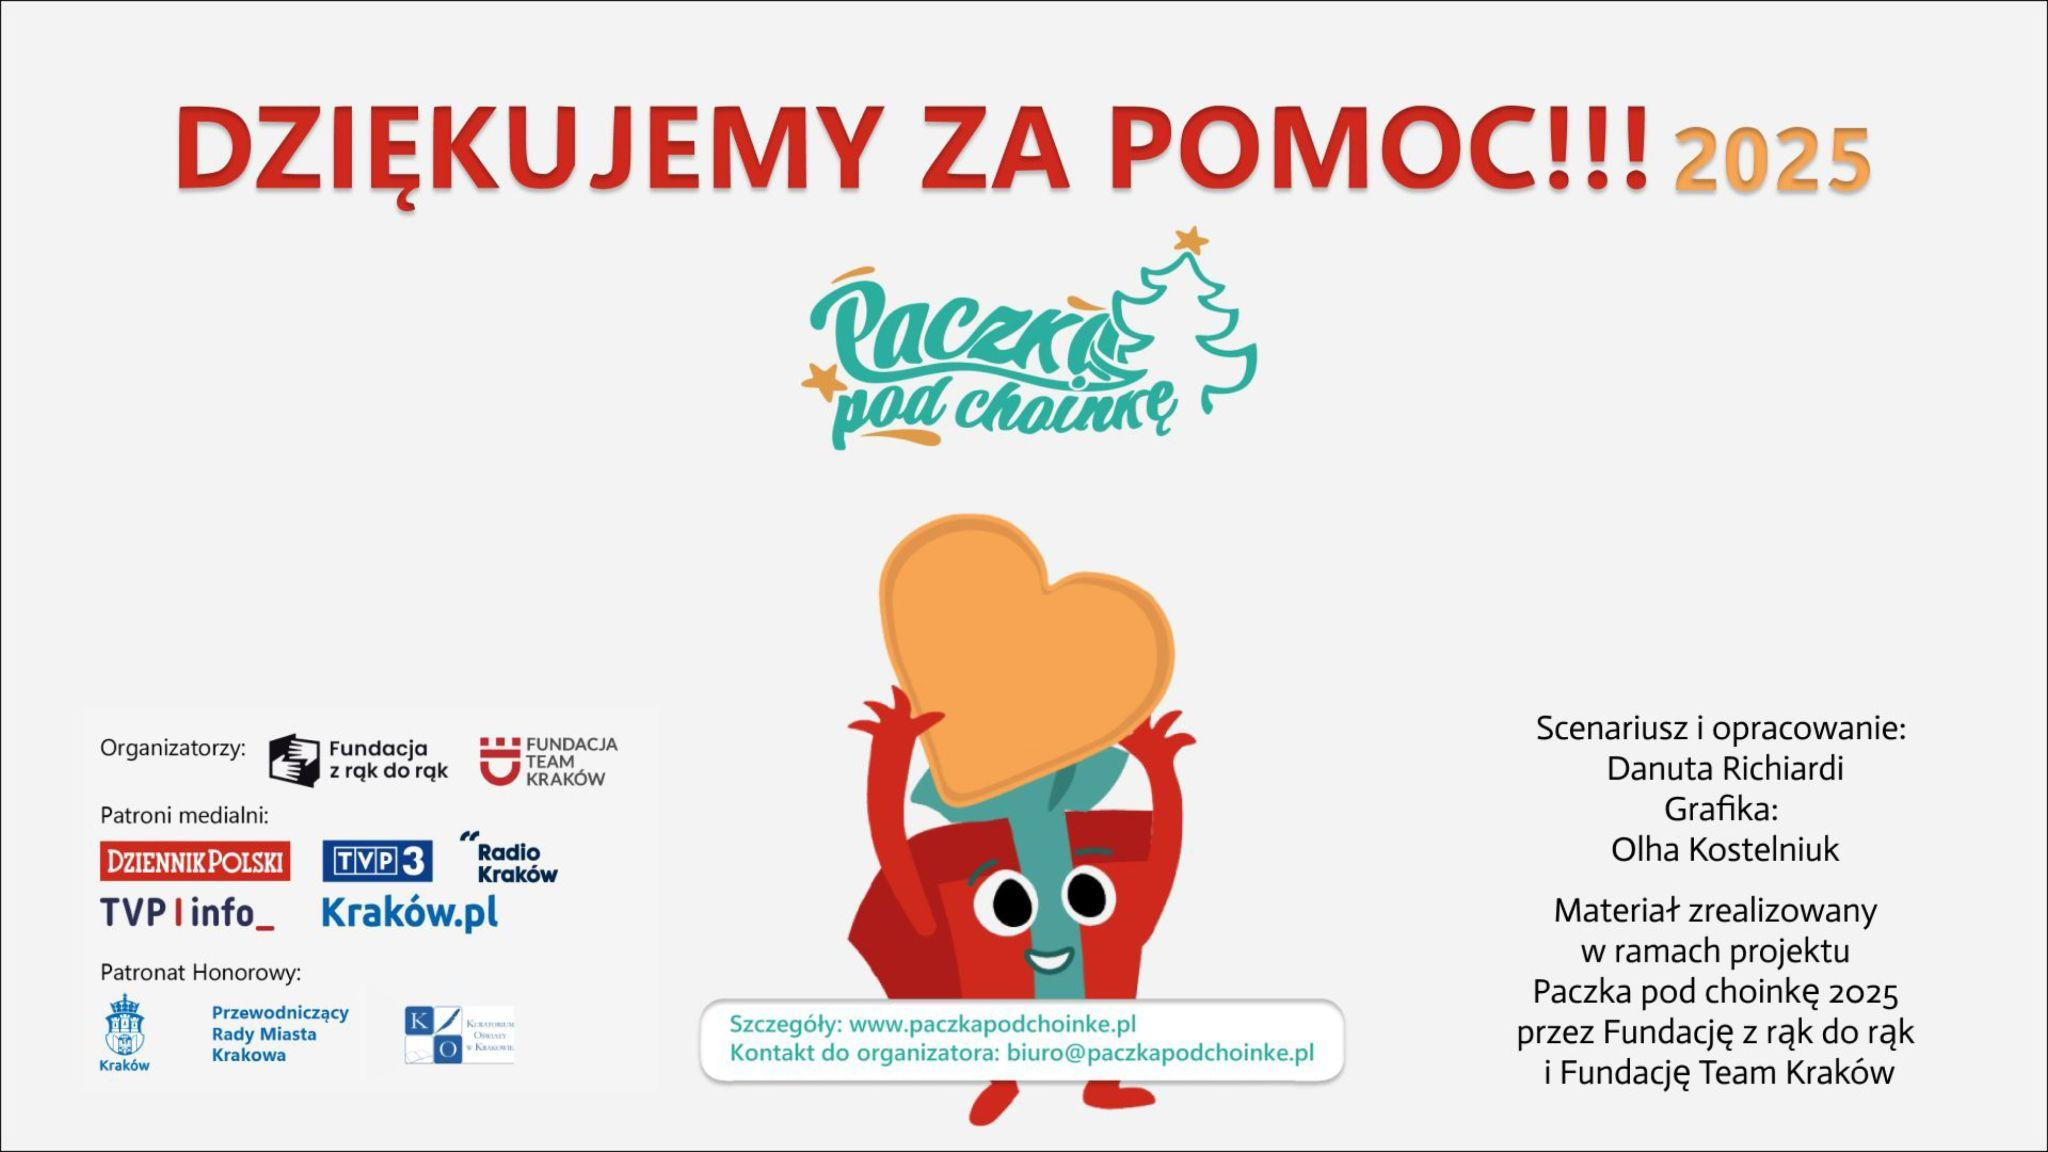 DZIĘKUJEMY ZA POMOC!!! 2025
Paczka
pod choinkę
Organizatorzy:
Fundacja
z rąk do rąk
FUNDACJA
TEAM
KRAKÓW
Patroni medialni:
DZIENNIK POLSKI
TVP3
Radio
Kraków
TVP info_
Kraków.pl
Patronat Honorowy:
Kraków
Przewodniczący
Rady Miasta
Krakowa
K
O
KURATORIUM
OŚWIATY
W KRAKOWIE
Szczegóły: www.paczkapodchoinke.pl
Kontakt do organizatora: biuro@paczkapodchoinke.pl
Scenariusz i opracowanie:
Danuta Richiardi
Grafika:
Olha Kostelniuk
Materiał zrealizowany
w ramach projektu
Paczka pod choinkę 2025
przez Fundację z rąk do rąk
i Fundację Team Kraków